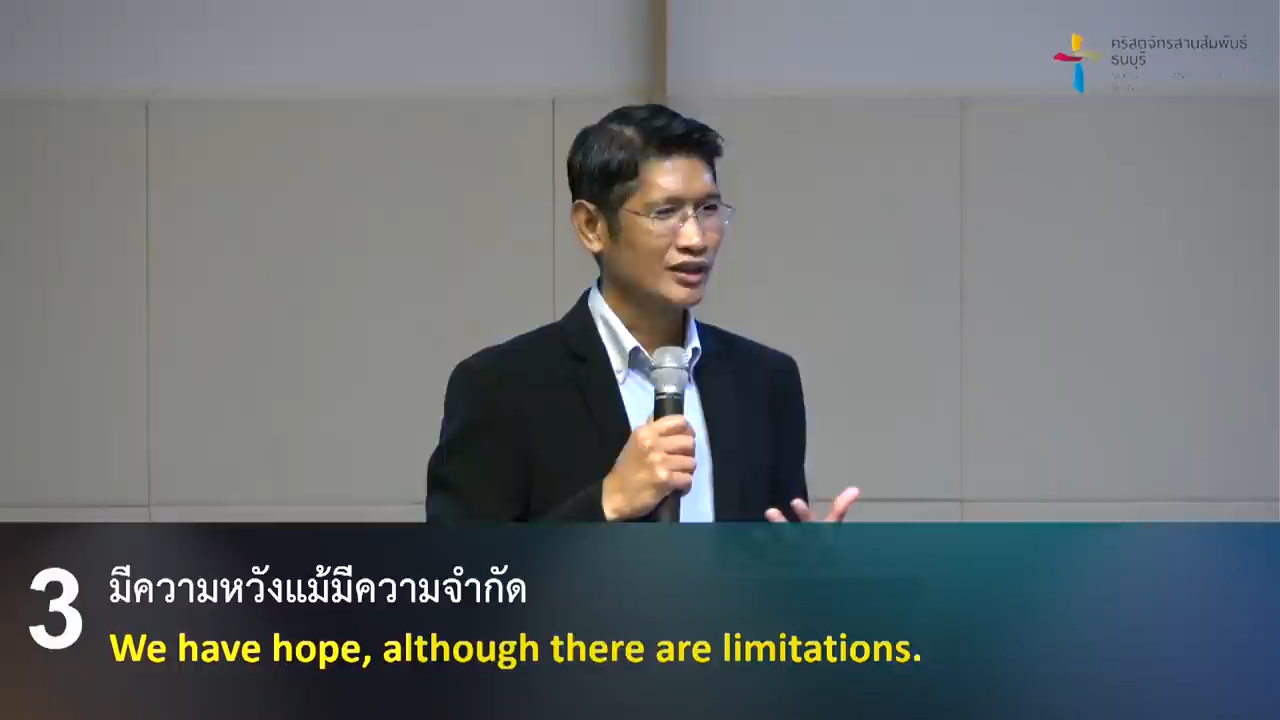 คริสตจักรสานสัมพันธ์
ธนบุรี
3
มีความหวังแม้มีความจำกัด
We have hope, although there are limitations.